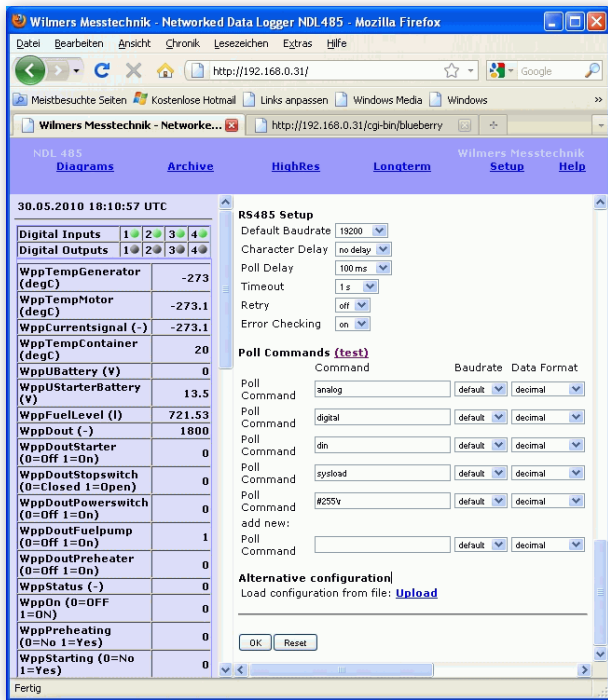 Wilmers Messtechnik - Networked Data Logger NDL485 - Mozilla Firefox
Datei Bearbeiten Ansicht Chronik Lesezeichen Extras Hilfe
http://192.168.0.31/
Google
Meistbesuchte Seiten Kostenlose Hotmail Links anpassen Windows Media Windows »
Wilmers Messtechnik - Networke... http://192.168.0.31/cgi-bin/blueberry
NDL 485 Wilmers Messtechnik
Diagrams Archive HighRes Longterm Setup Help
30.05.2010 18:10:57 UTC
Digital Inputs 1 2 3 4
Digital Outputs 1 2 3 4
WppTempGenerator
(degC) -273
WppTempMotor
(degC) -273.1
WppCurrentsignal (-) -273.1
WppTempContainer
(degC) 20
WppUBattery (V) 0
WppUStarterBattery
(V) 13.5
WppFuelLevel (l) 721.53
WppDout (-) 1800
WppDoutStarter
(0=Off 1=On) 0
WppDoutStopswitch
(0=Closed 1=Open) 0
WppDoutPowerswitch
(0=Off 1=On) 0
WppDoutFuelpump
(0=Off 1=On) 1
WppDoutPreheater
(0=Off 1=On) 0
WppStatus (-) 0
WppOn (0=OFF
1=ON) 0
WppPreheating
(0=No 1=Yes) 0
WppStarting (0=No
1=Yes) 0
RS485 Setup
Default Baudrate 19200
Character Delay no delay
Poll Delay 100 ms
Timeout 1 s
Retry off
Error Checking on
Poll Commands (test)
Command Baudrate Data Format
Poll
Command analog default decimal
Poll
Command digital default decimal
Poll
Command din default decimal
Poll
Command sysload default decimal
Poll
Command #255\r default decimal
add new:
Poll
Command default decimal
Alternative configuration
Load configuration from file: Upload
OK Reset
Fertig